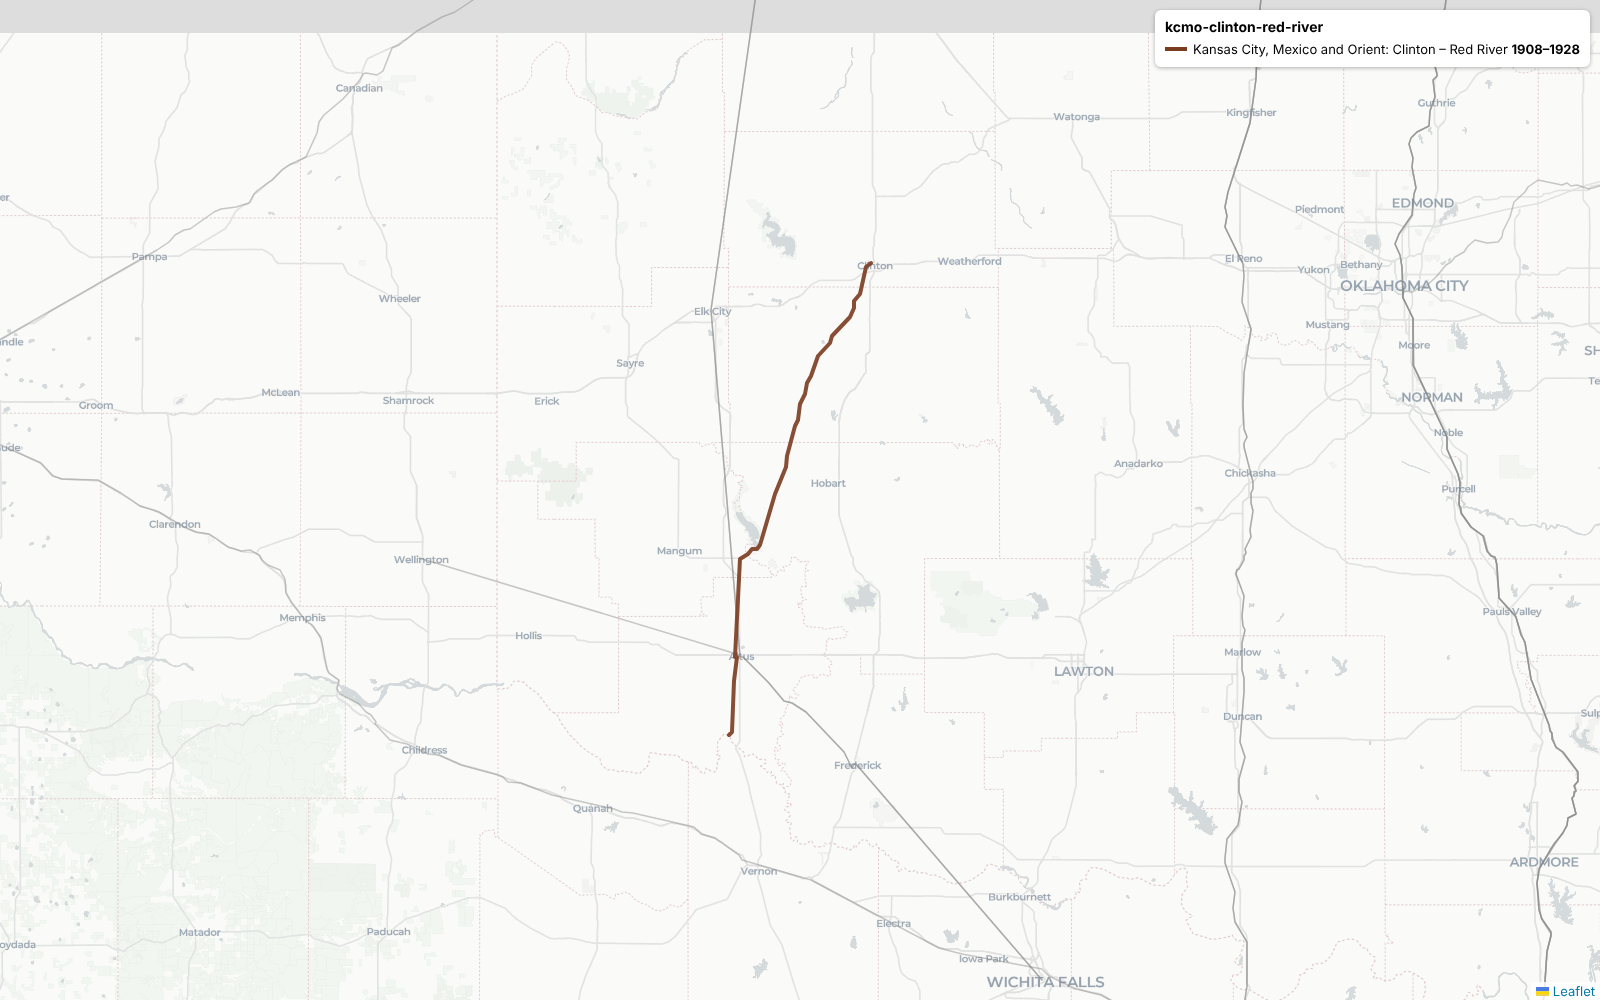 kcmo-clinton-red-river
Kansas City, Mexico and Orient: Clinton – Red River 1908–1928
Canadian
Guthrie
Kingfisher
Watonga
EDMOND
Piedmont
Pampa
Clinton
Weatherford
El Reno
Yukon
Bethany
OKLAHOMA CITY
Wheeler
Elk City
Mustang
Moore
Sayre
McLean
Shamrock
Erick
Groom
NORMAN
Noble
Anadarko
Chickasha
Hobart
Purcell
Clarendon
Mangum
Wellington
Memphis
Pauls Valley
Hollis
Altus
Marlow
LAWTON
Duncan
Childress
Frederick
Quanah
Vernon
ARDMORE
Burkburnett
Electra
Matador
Paducah
Iowa Park
WICHITA FALLS
Leaflet